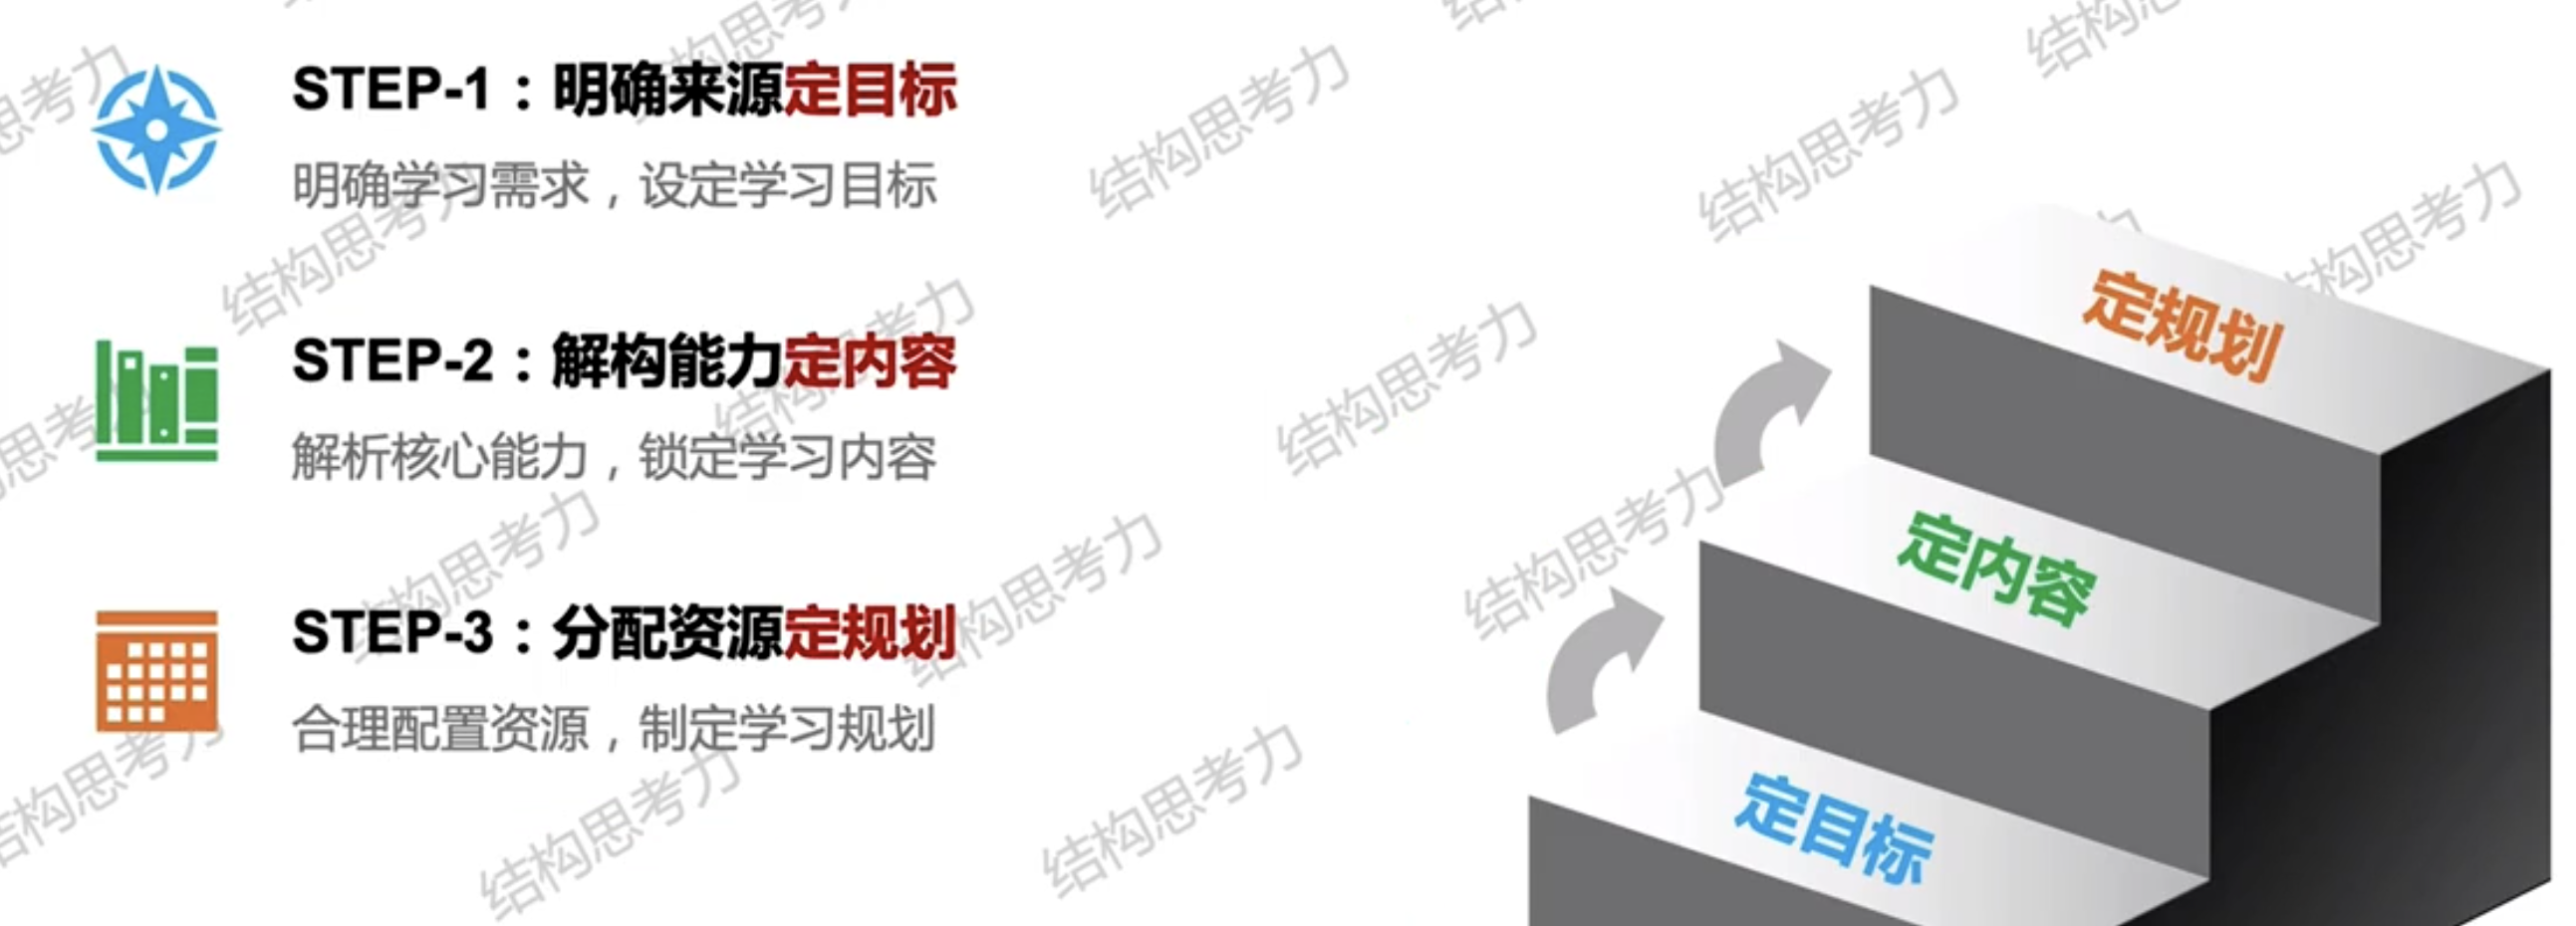 STEP-1：明确来源定目标
明确学习需求，设定学习目标
STEP-2：解构能力定内容
解析核心能力，锁定学习内容
STEP-3：分配资源定规划
合理配置资源，制定学习规划
定规划
定内容
定目标
结构思考力